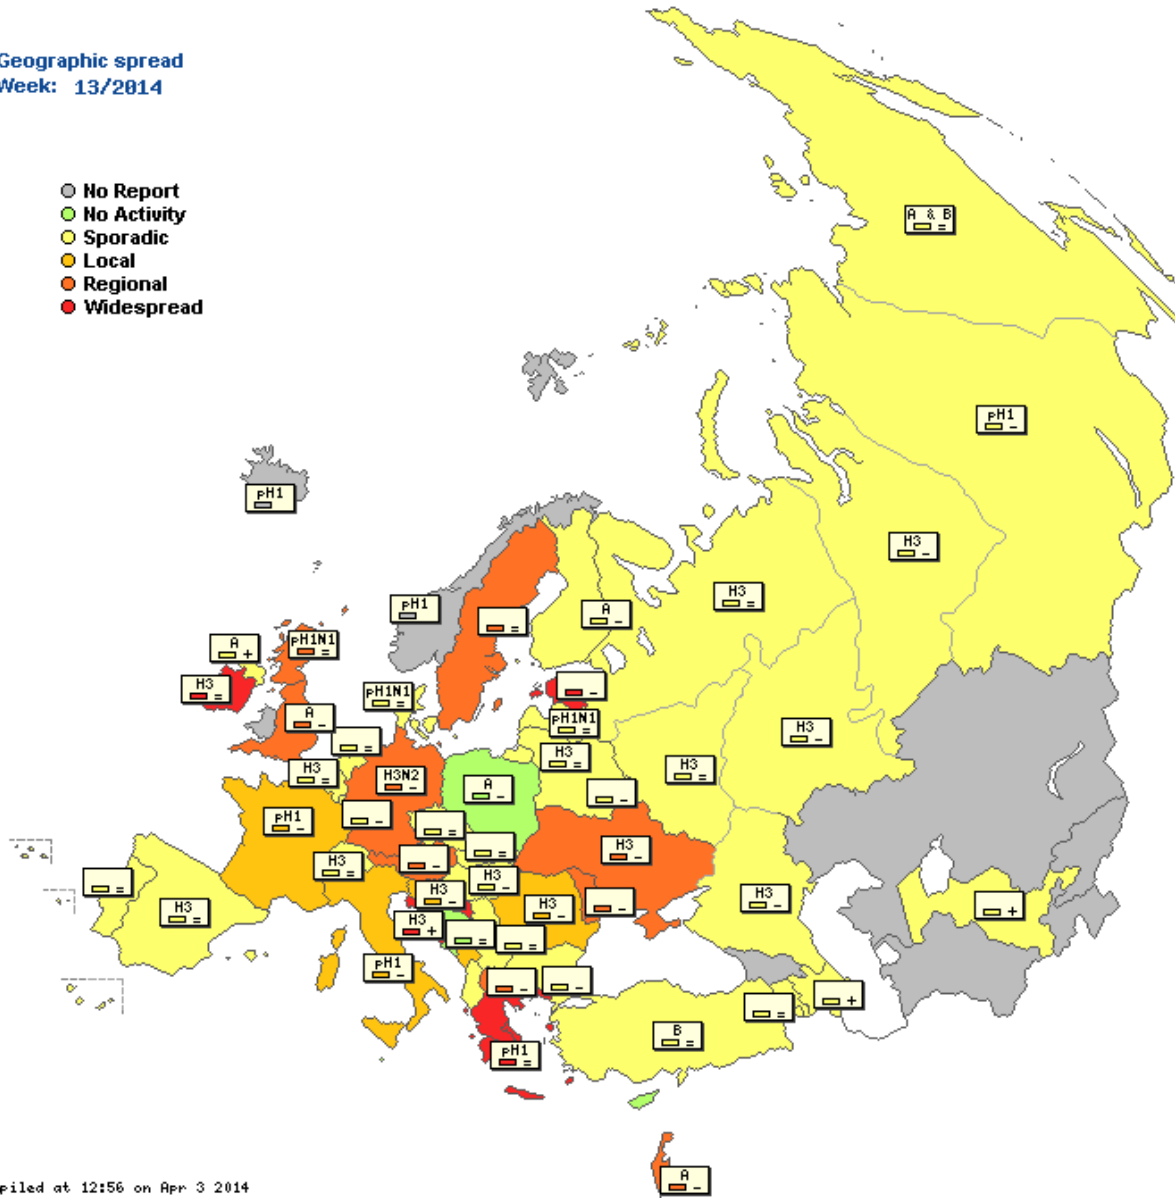 Geographic spread
Week: 13/2014
No Report
No Activity
Sporadic
Local
Regional
Widespread
A & B
=
pH1
-
H3
-
pH1
H3
=
pH1
=
A
-
A
+
pH1N1
=
H3
=
pH1N1
=
-
A
-
pH1N1
=
=
H3
=
H3
-
H3
=
H3N2
-
H3
=
A
-
-
pH1
-
-
=
=
H3
-
-
H3
=
H3
-
=
H3
-
H3
=
H3
-
-
H3
-
+
H3
+
=
=
pH1
-
-
-
+
=
B
=
pH1
=
A
-
piled at 12:56 on Apr 3 2014